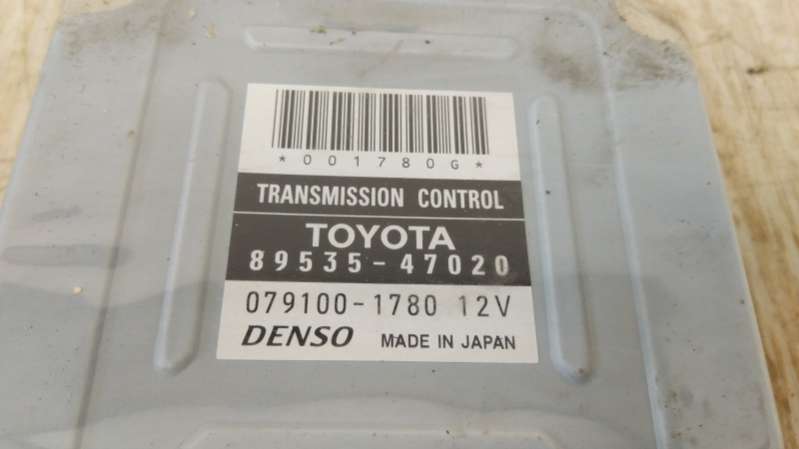 *001780G*
TRANSMISSION CONTROL
TOYOTA
89535-47020
079100-1780 12V
DENSO MADE IN JAPAN